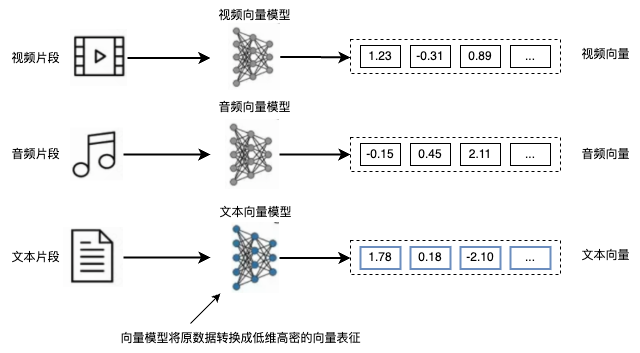 视频向量模型
视频片段
1.23 -0.31 0.89 ...
视频向量
音频向量模型
音频片段
-0.15 0.45 2.11 ...
音频向量
文本向量模型
文本片段
1.78 0.18 -2.10 ...
文本向量
向量模型将原数据转换成低维高密的向量表征